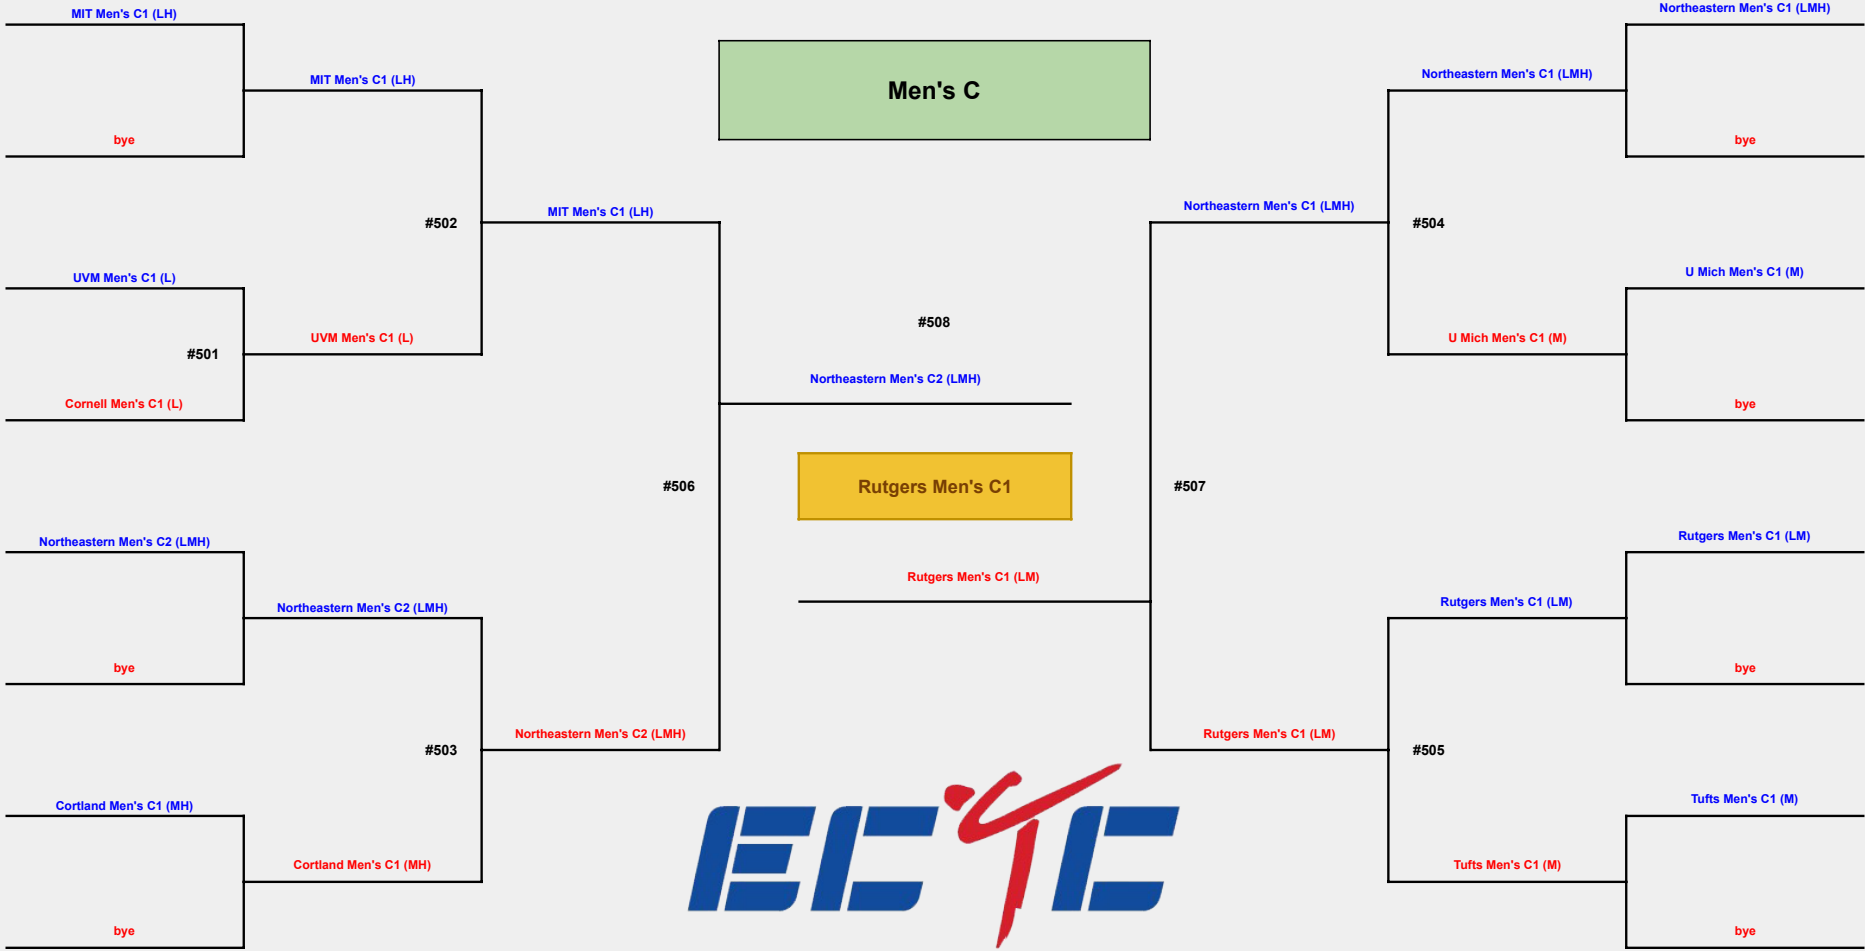 MIT Men's C1 (LH)
bye
UVM Men's C1 (L)
#501
Cornell Men's C1 (L)
Northeastern Men's C2 (LMH)
bye
Cortland Men's C1 (MH)
bye
MIT Men's C1 (LH)
#502
UVM Men's C1 (L)
Northeastern Men's C2 (LMH)
#503
Cortland Men's C1 (MH)
MIT Men's C1 (LH)
#506
Northeastern Men's C2 (LMH)
Men's C
#508
Northeastern Men's C2 (LMH)
Rutgers Men's C1
Rutgers Men's C1 (LM)
ECTC
Northeastern Men's C1 (LMH)
#507
Rutgers Men's C1 (LM)
Northeastern Men's C1 (LMH)
#504
U Mich Men's C1 (M)
Rutgers Men's C1 (LM)
#505
Tufts Men's C1 (M)
Northeastern Men's C1 (LMH)
bye
U Mich Men's C1 (M)
bye
Rutgers Men's C1 (LM)
bye
Tufts Men's C1 (M)
bye